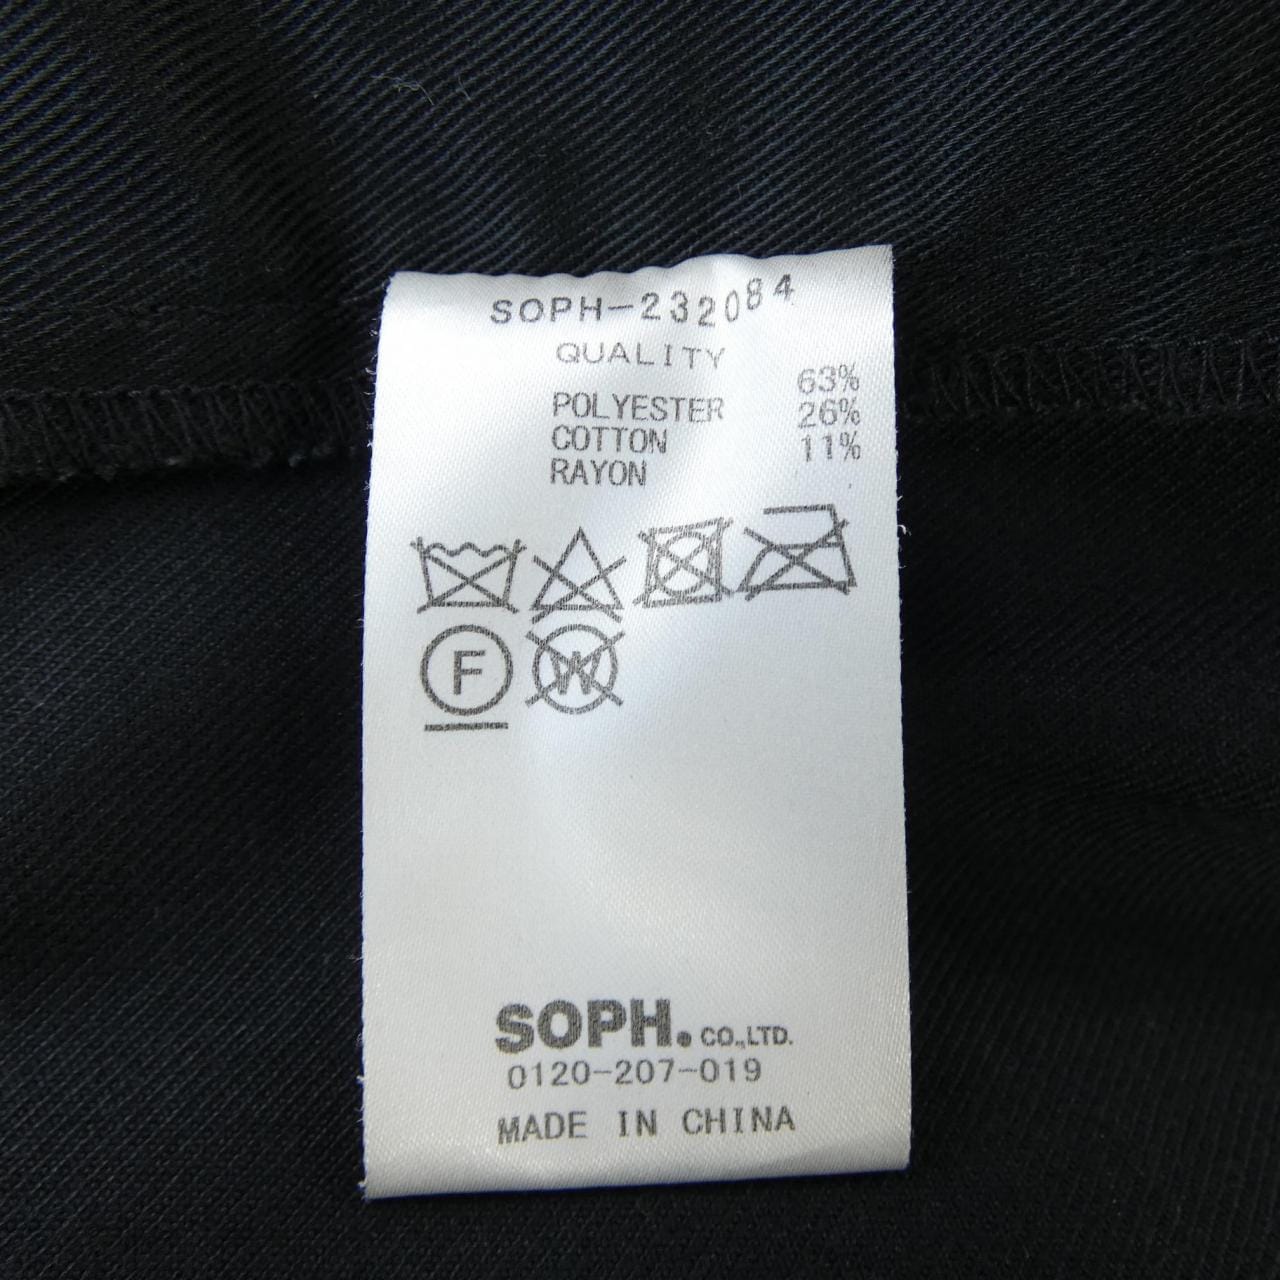 SOPH-232084
QUALITY
POLYESTER 63%
COTTON 26%
RAYON 11%
F W
SOPH. CO.,LTD.
0120-207-019
MADE IN CHINA